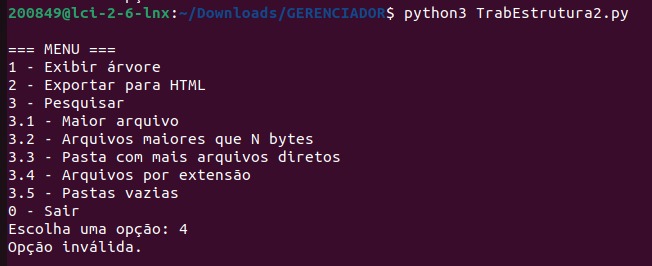 200849@lci-2-6-lnx:~/Downloads/GERENCIADOR$ python3 TrabEstrutura2.py
=== MENU ===
1 - Exibir árvore
2 - Exportar para HTML
3 - Pesquisar
3.1 - Maior arquivo
3.2 - Arquivos maiores que N bytes
3.3 - Pasta com mais arquivos diretos
3.4 - Arquivos por extensão
3.5 - Pastas vazias
0 - Sair
Escolha uma opção: 4
Opção inválida.